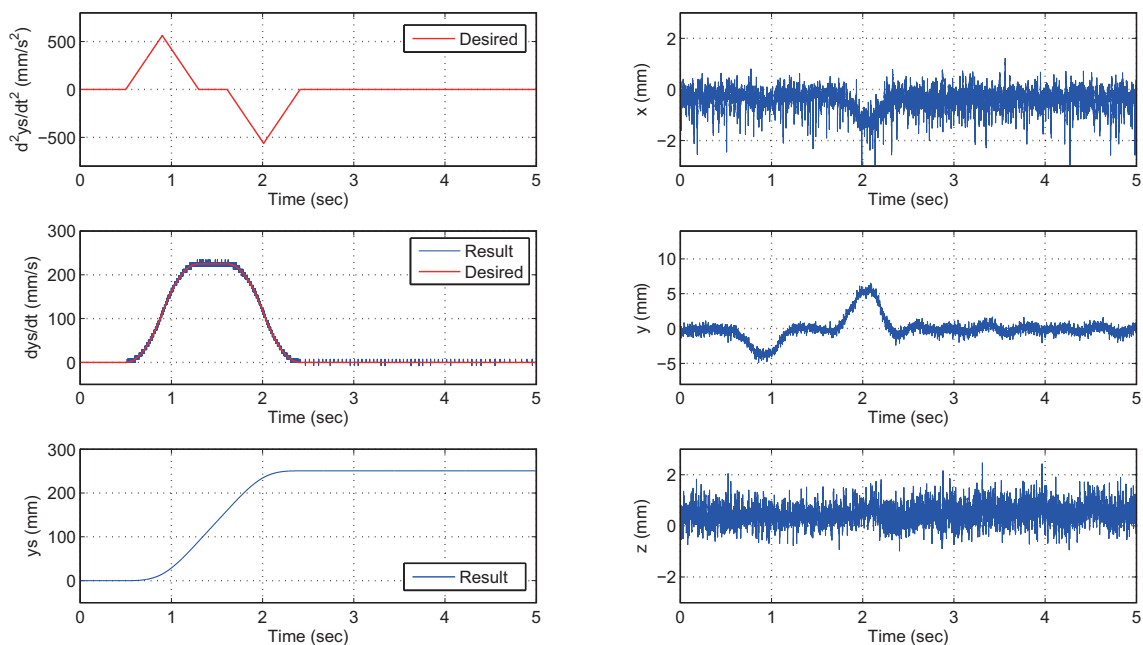 d²ys/dt² (mm/s²)
500
0
−500
Desired
0 1 2 3 4 5
Time (sec)
dys/dt (mm/s)
300
200
100
0
Result
Desired
0 1 2 3 4 5
Time (sec)
ys (mm)
300
200
100
0
Result
0 1 2 3 4 5
Time (sec)
x (mm)
2
0
−2
0 1 2 3 4 5
Time (sec)
y (mm)
10
5
0
−5
0 1 2 3 4 5
Time (sec)
z (mm)
2
0
−2
0 1 2 3 4 5
Time (sec)